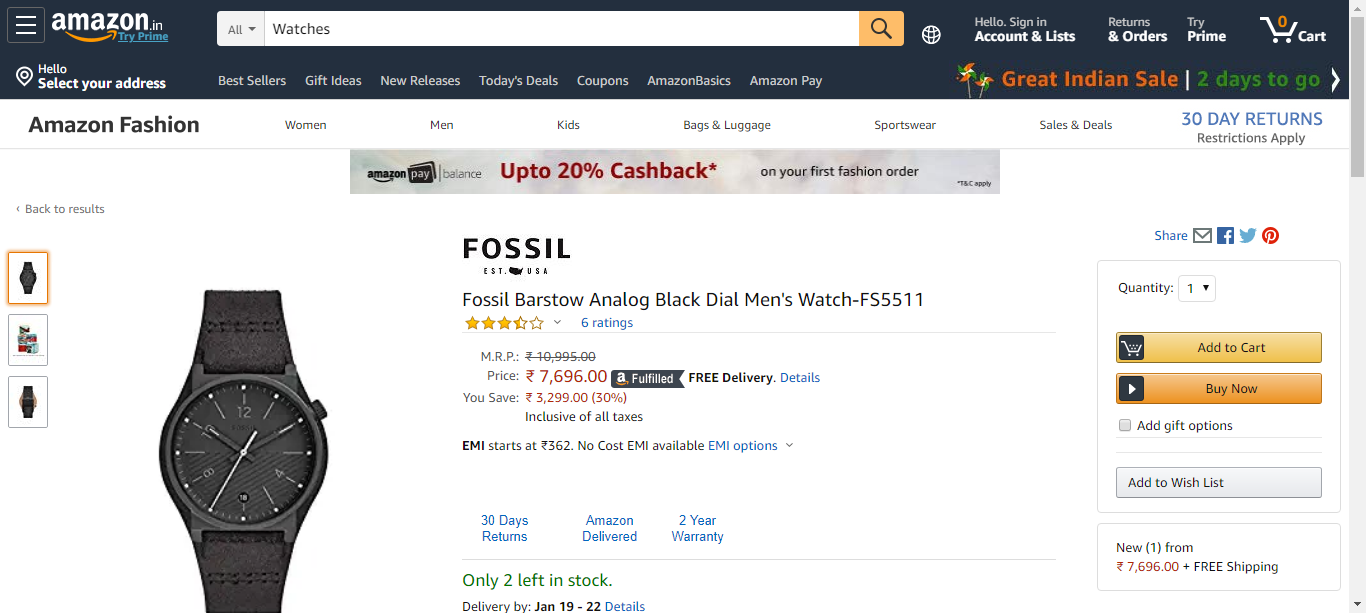 amazon.in
Try Prime
All
Watches
Hello. Sign in
Account & Lists
Returns
& Orders
Try
Prime
0
Cart
Hello
Select your address
Best Sellers
Gift Ideas
New Releases
Today's Deals
Coupons
AmazonBasics
Amazon Pay
Great Indian Sale | 2 days to go
Amazon Fashion
Women
Men
Kids
Bags & Luggage
Sportswear
Sales & Deals
30 DAY RETURNS
Restrictions Apply
amazon pay | balance
Upto 20% Cashback*
on your first fashion order
*T&C apply
‹ Back to results
Share
FOSSIL
EST. USA
Fossil Barstow Analog Black Dial Men's Watch-FS5511
6 ratings
M.R.P.: ₹ 10,995.00
Price: ₹ 7,696.00 a Fulfilled FREE Delivery. Details
You Save: ₹ 3,299.00 (30%)
Inclusive of all taxes
EMI starts at ₹362. No Cost EMI available EMI options
30 Days
Returns
Amazon
Delivered
2 Year
Warranty
Only 2 left in stock.
Delivery by: Jan 19 - 22 Details
12
FOSSIL
8
4
18
Quantity: 1
Add to Cart
Buy Now
Add gift options
Add to Wish List
New (1) from
₹ 7,696.00 + FREE Shipping